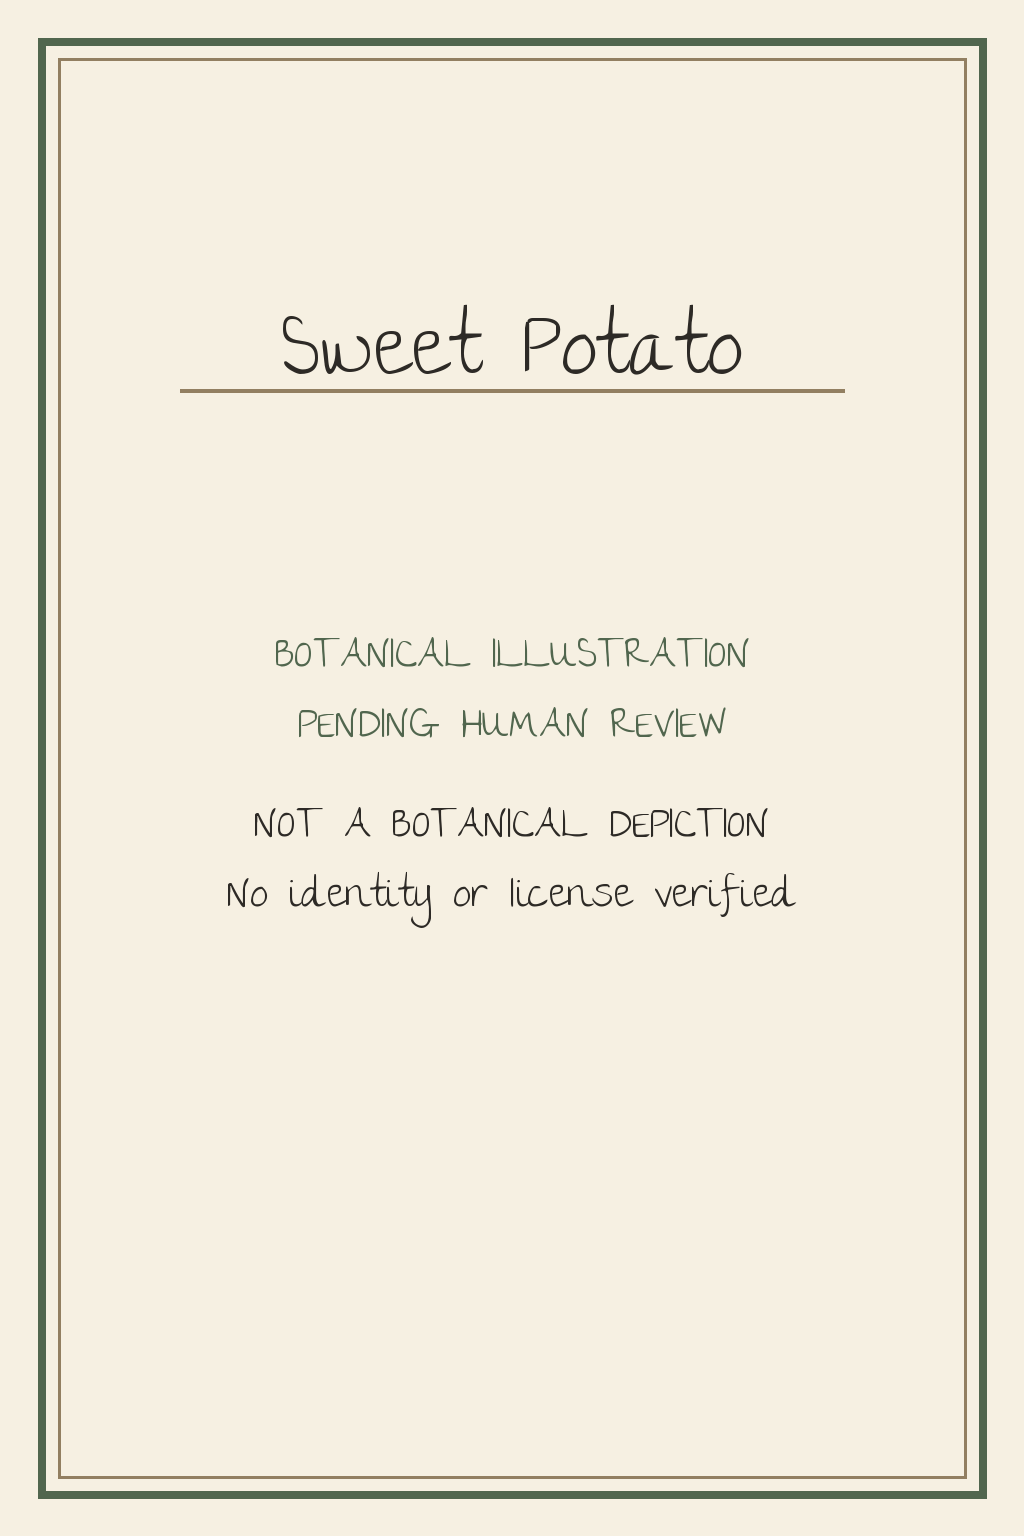 Sweet Potato
BOTANICAL ILLUSTRATION
PENDING HUMAN REVIEW
NOT A BOTANICAL DEPICTION
No identity or license verified